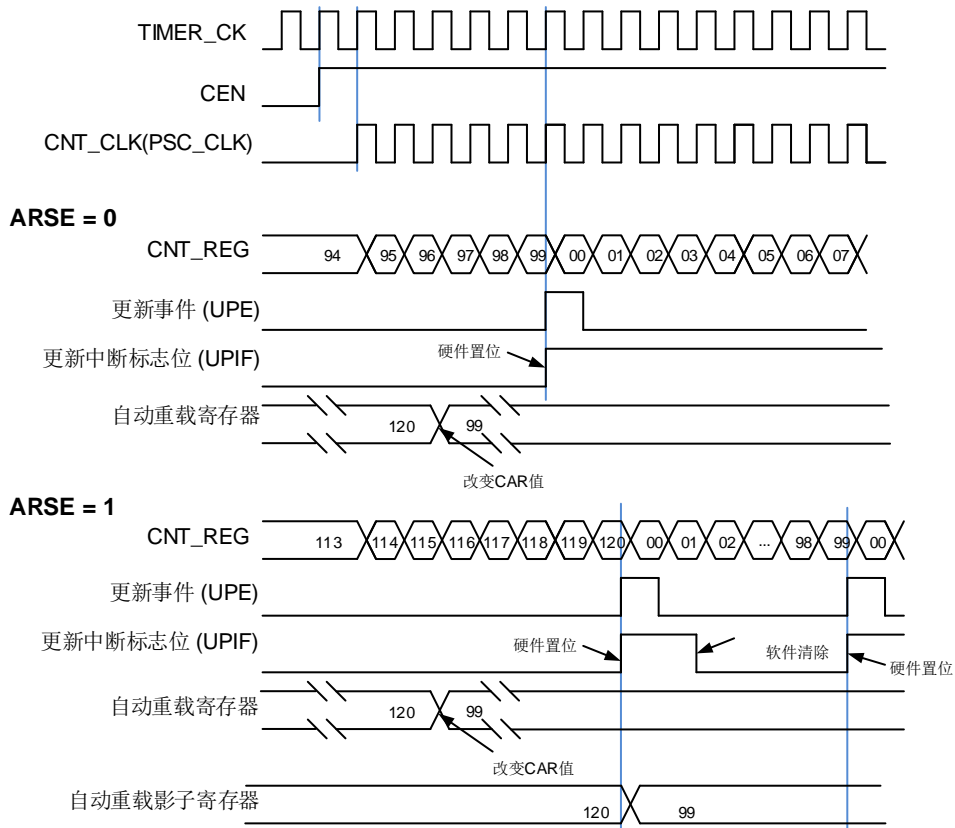 TIMER_CK
CEN
CNT_CLK(PSC_CLK)
ARSE = 0
CNT_REG 94 95 96 97 98 99 00 01 02 03 04 05 06 07
更新事件 (UPE)
更新中断标志位 (UPIF) 硬件置位
自动重载寄存器 120 99
改变CAR值
ARSE = 1
CNT_REG 113 114 115 116 117 118 119 120 00 01 02 ... 98 99 00
更新事件 (UPE)
更新中断标志位 (UPIF) 硬件置位 软件清除 硬件置位
自动重载寄存器 120 99
改变CAR值
自动重载影子寄存器 120 99